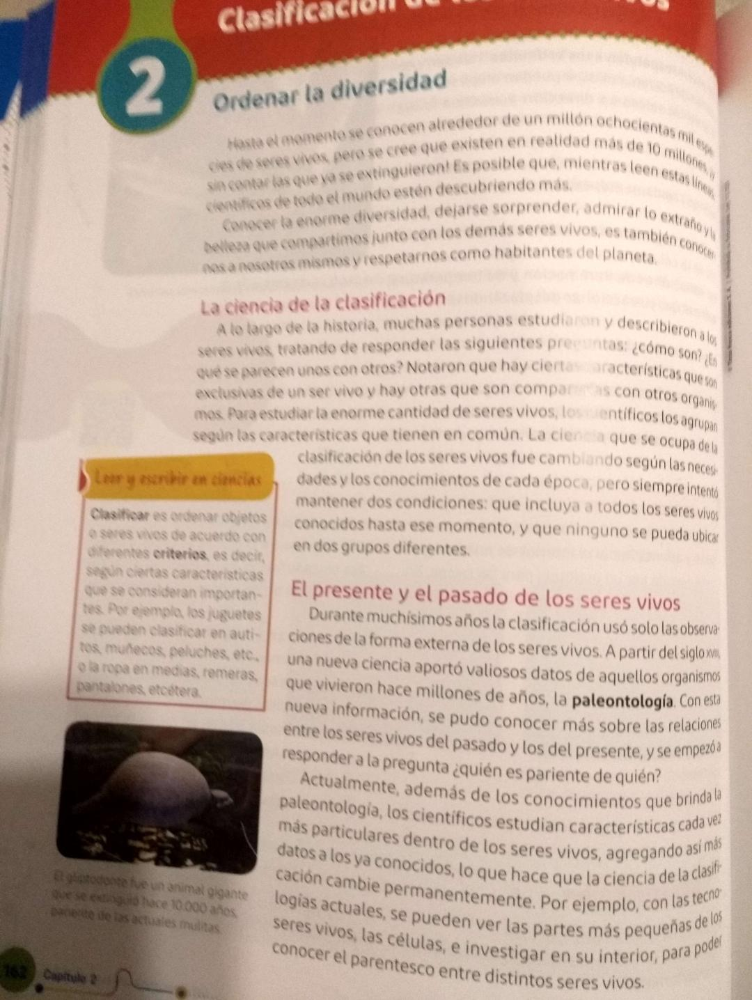 Clasificación de
2
Ordenar la diversidad
Hasta el momento se conocen alrededor de un millón ochocientas mil espe
cies de seres vivos, pero se cree que existen en realidad más de 10 millones,
sin contar las que ya se extinguieron! Es posible que, mientras leen estas líneas,
científicos de todo el mundo estén descubriendo más.
Conocer la enorme diversidad, dejarse sorprender, admirar lo extraño y la
belleza que compartimos junto con los demás seres vivos, es también conocer-
nos a nosotros mismos y respetarnos como habitantes del planeta.
La ciencia de la clasificación
A lo largo de la historia, muchas personas estudiaron y describieron a los
seres vivos, tratando de responder las siguientes preguntas: ¿cómo son? ¿En
qué se parecen unos con otros? Notaron que hay ciertas características que son
exclusivas de un ser vivo y hay otras que son compartidas con otros organis-
mos. Para estudiar la enorme cantidad de seres vivos, los científicos los agrupan
según las características que tienen en común. La ciencia que se ocupa de la
clasificación de los seres vivos fue cambiando según las necesi-
dades y los conocimientos de cada época, pero siempre intentó
mantener dos condiciones: que incluya a todos los seres vivos
conocidos hasta ese momento, y que ninguno se pueda ubicar
en dos grupos diferentes.
Leer y escribir en ciencias
Clasificar es ordenar objetos
o seres vivos de acuerdo con
diferentes criterios, es decir,
según ciertas características
que se consideran importan-
tes. Por ejemplo, los juguetes
se pueden clasificar en auti-
tos, muñecos, peluches, etc.,
o la ropa en medias, remeras,
pantalones, etcétera.
El presente y el pasado de los seres vivos
Durante muchísimos años la clasificación usó solo las observa-
ciones de la forma externa de los seres vivos. A partir del siglo XVIII,
una nueva ciencia aportó valiosos datos de aquellos organismos
que vivieron hace millones de años, la paleontología. Con esta
nueva información, se pudo conocer más sobre las relaciones
entre los seres vivos del pasado y los del presente, y se empezó a
responder a la pregunta ¿quién es pariente de quién?
Actualmente, además de los conocimientos que brinda la
paleontología, los científicos estudian características cada vez
más particulares dentro de los seres vivos, agregando así más
datos a los ya conocidos, lo que hace que la ciencia de la clasifi-
cación cambie permanentemente. Por ejemplo, con las tecno-
logías actuales, se pueden ver las partes más pequeñas de los
seres vivos, las células, e investigar en su interior, para poder
conocer el parentesco entre distintos seres vivos.
El gliptodonte fue un animal gigante
que se extinguió hace 10.000 años,
pariente de las actuales mulitas.
162
Capítulo 2